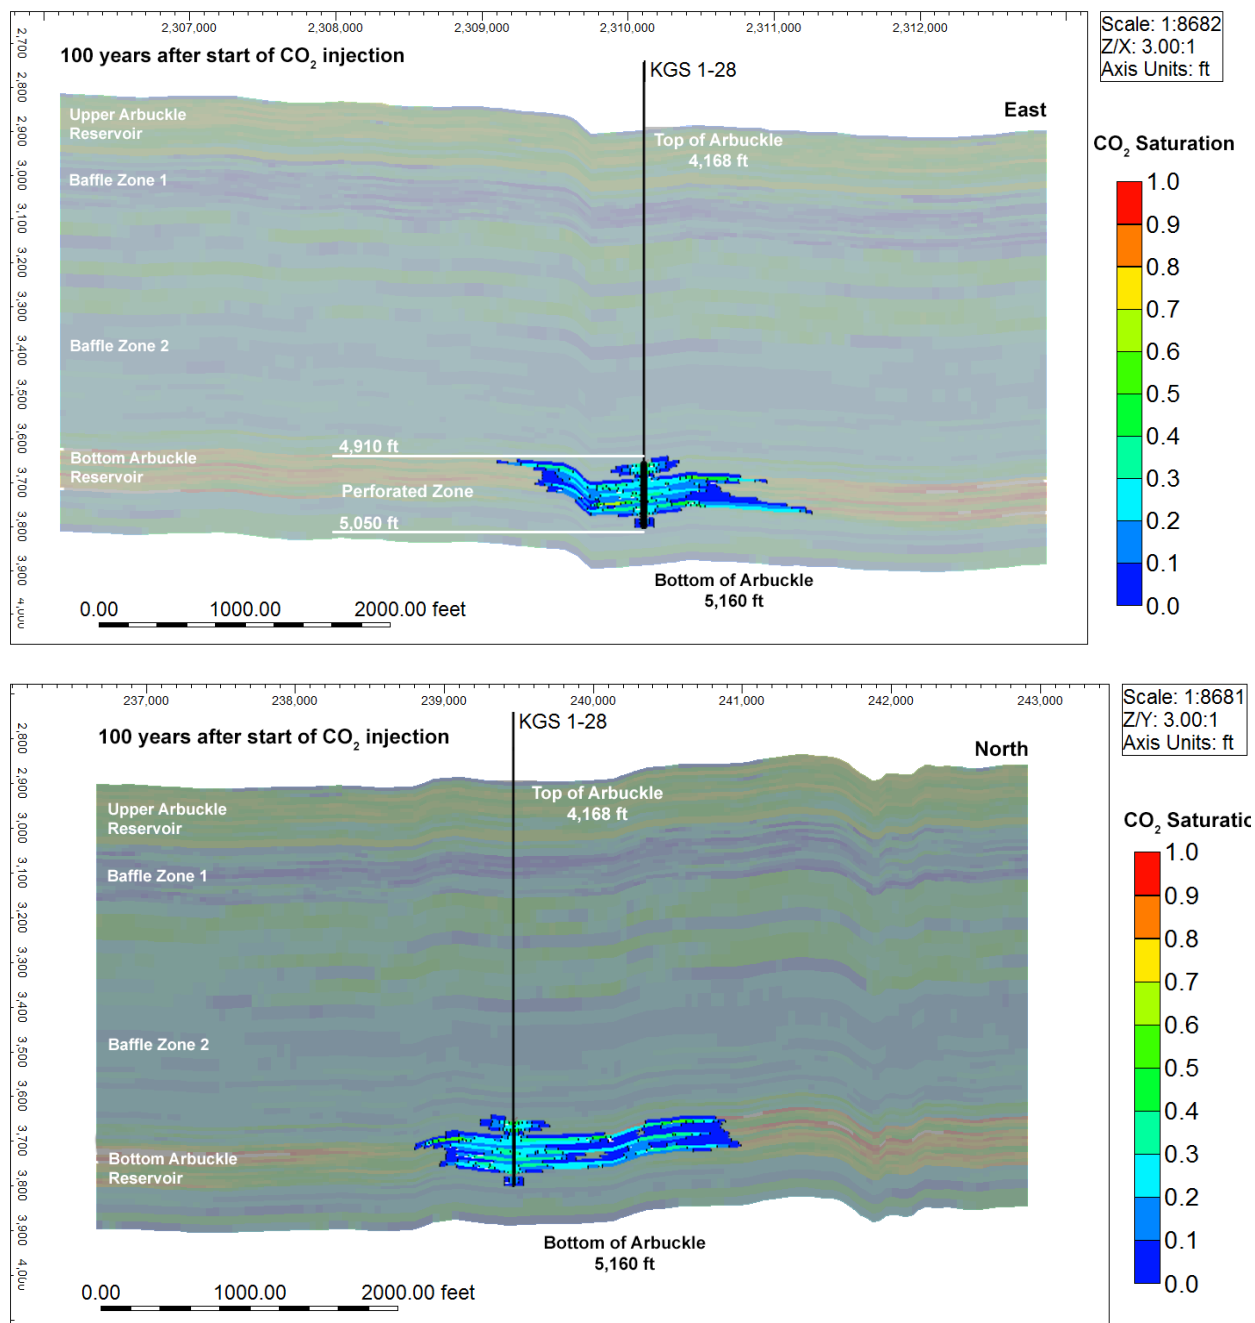 2,307,000 2,308,000 2,309,000 2,310,000 2,311,000 2,312,000
Scale: 1:8682
Z/X: 3.00:1
Axis Units: ft
100 years after start of CO2 injection
KGS 1-28
East
Upper Arbuckle
Reservoir
Top of Arbuckle
4,168 ft
Baffle Zone 1
Baffle Zone 2
4,910 ft
Bottom Arbuckle
Reservoir
Perforated Zone
5,050 ft
Bottom of Arbuckle
5,160 ft
0.00 1000.00 2000.00 feet
2,700
2,800
2,900
3,000
3,100
3,200
3,300
3,400
3,500
3,600
3,700
3,800
3,900
4,000
CO2 Saturation
1.0
0.9
0.8
0.7
0.6
0.5
0.4
0.3
0.2
0.1
0.0
237,000 238,000 239,000 240,000 241,000 242,000 243,000
Scale: 1:8681
Z/Y: 3.00:1
Axis Units: ft
100 years after start of CO2 injection
KGS 1-28
North
Top of Arbuckle
4,168 ft
Upper Arbuckle
Reservoir
Baffle Zone 1
Baffle Zone 2
Bottom Arbuckle
Reservoir
Bottom of Arbuckle
5,160 ft
0.00 1000.00 2000.00 feet
2,800
2,900
3,000
3,100
3,200
3,300
3,400
3,500
3,600
3,700
3,800
3,900
4,000
CO2 Saturatio
1.0
0.9
0.8
0.7
0.6
0.5
0.4
0.3
0.2
0.1
0.0